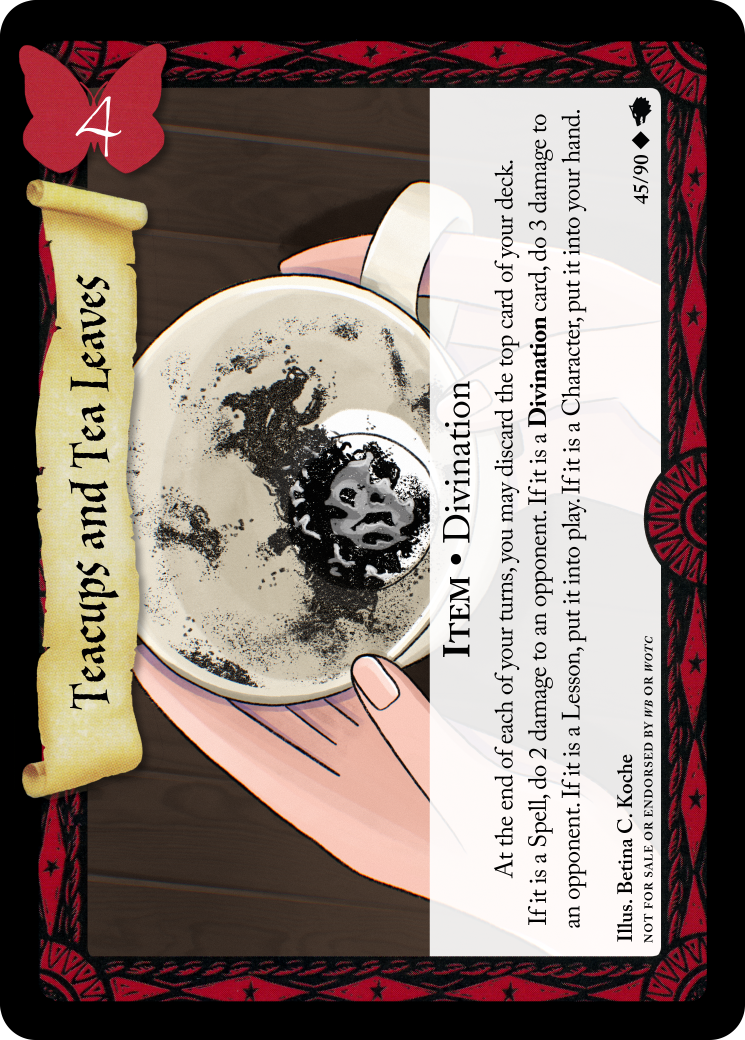 4
Teacups and Tea Leaves
ITEM • Divination
At the end of each of your turns, you may discard the top card of your deck.
If it is a Spell, do 2 damage to an opponent. If it is a Divination card, do 3 damage to
an opponent. If it is a Lesson, put it into play. If it is a Character, put it into your hand.
Illus. Betina C. Koche
NOT FOR SALE OR ENDORSED BY WB OR WOTC
45/90 ◆